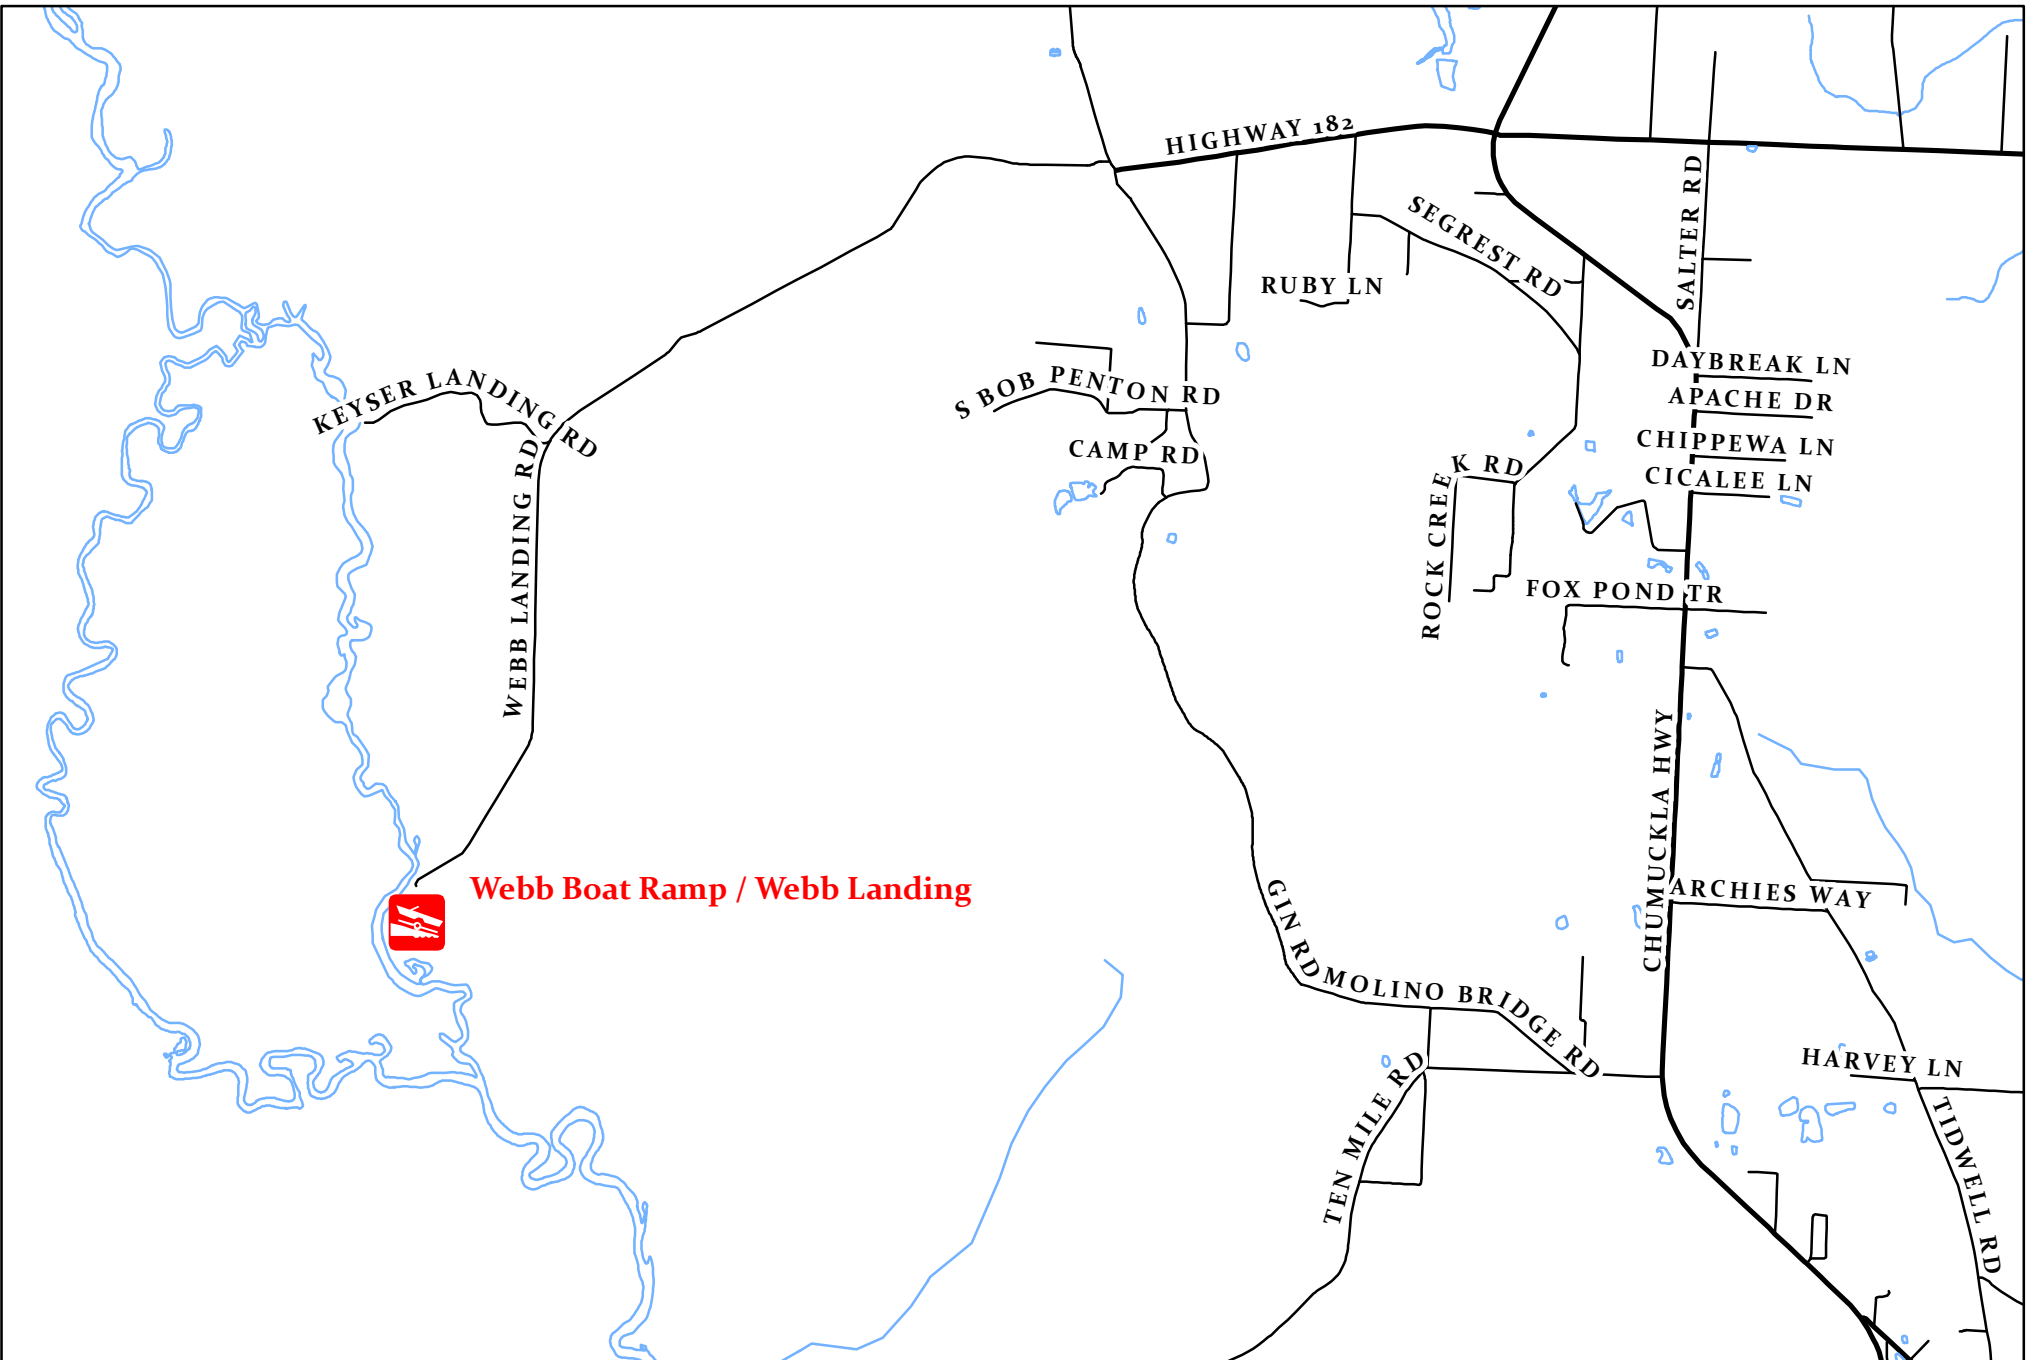 HIGHWAY 182
SALTER RD
SEGREST RD
RUBY LN
DAYBREAK LN
KEYSER LANDING RD
S BOB PENTON RD
APACHE DR
CHIPPEWA LN
CAMP RD
ROCK CREEK RD
CICALEE LN
WEBB LANDING RD
FOX POND TR
CHUMUCKLA HWY
Webb Boat Ramp / Webb Landing
ARCHIES WAY
GIN RD
MOLINO BRIDGE RD
HARVEY LN
TEN MILE RD
TIDWELL RD